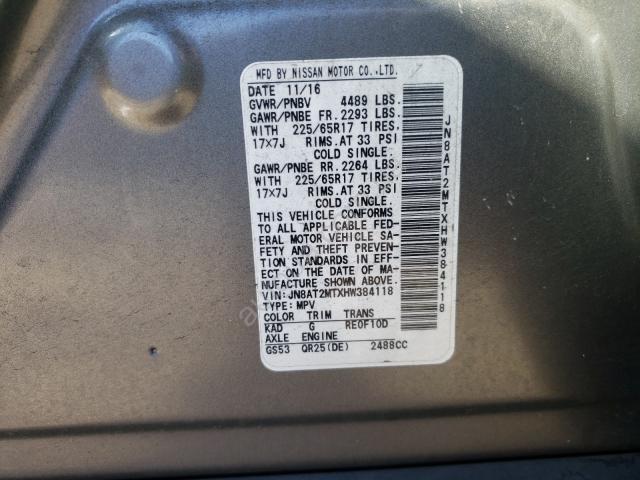 MFD BY NISSAN MOTOR CO.,LTD.
DATE 11/16
GVWR/PNBV 4489 LBS.
GAWR/PNBE FR. 2293 LBS.
WITH 225/65R17 TIRES,
17×7J RIMS.AT 33 PSI
COLD SINGLE.
GAWR/PNBE RR. 2264 LBS.
WITH 225/65R17 TIRES,
17×7J RIMS.AT 33 PSI
COLD SINGLE.
THIS VEHICLE CONFORMS
TO ALL APPLICABLE FED-
ERAL MOTOR VEHICLE SA-
FETY AND THEFT PREVEN-
TION STANDARDS IN EFF-
ECT ON THE DATE OF MA-
NUFACTURE SHOWN ABOVE.
VIN:JN8AT2MTXHW384118
TYPE:MPV
COLOR TRIM TRANS
KAD G RE0F10D
AXLE ENGINE
GS53 QR25(DE) 2488CC
JN8AT2MTXHW384118